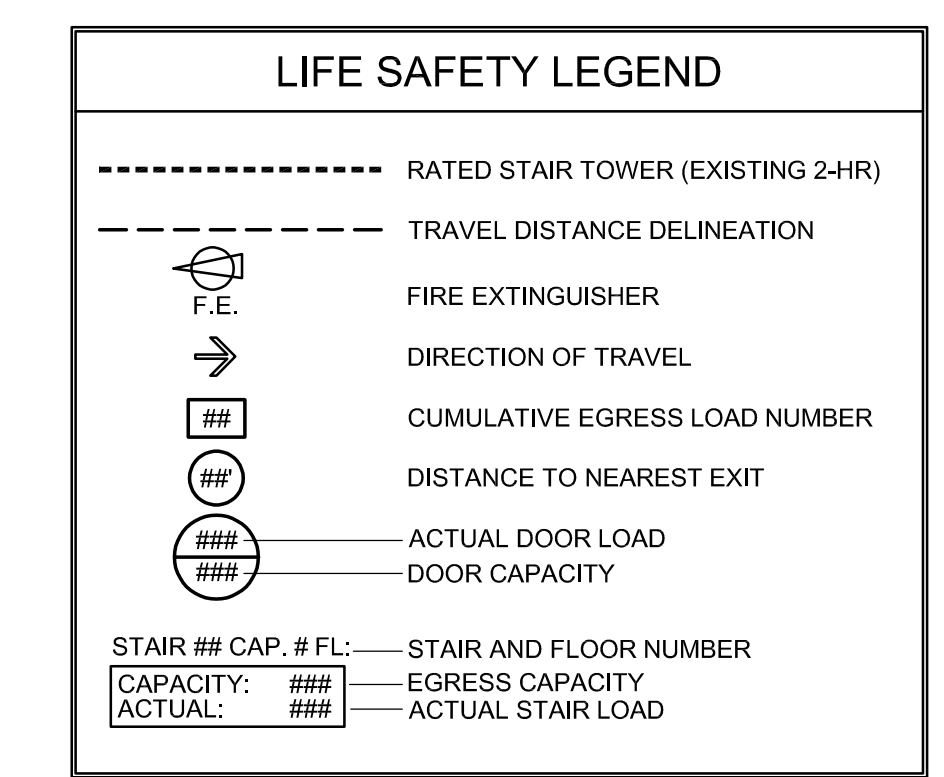 LIFE SAFETY LEGEND
RATED STAIR TOWER (EXISTING 2-HR)
TRAVEL DISTANCE DELINEATION
F.E.
FIRE EXTINGUISHER
DIRECTION OF TRAVEL
## CUMULATIVE EGRESS LOAD NUMBER
##' DISTANCE TO NEAREST EXIT
### ACTUAL DOOR LOAD
### DOOR CAPACITY
STAIR ## CAP. # FL: STAIR AND FLOOR NUMBER
CAPACITY: ### EGRESS CAPACITY
ACTUAL: ### ACTUAL STAIR LOAD